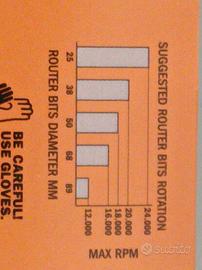 SUGGESTED ROUTER BITS ROTATION
24.000
20.000
18.000
16.000
12.000
MAX RPM
25
38
50
68
89
ROUTER BITS DIAMETER MM
BE CAREFUL!
USE GLOVES.
subito